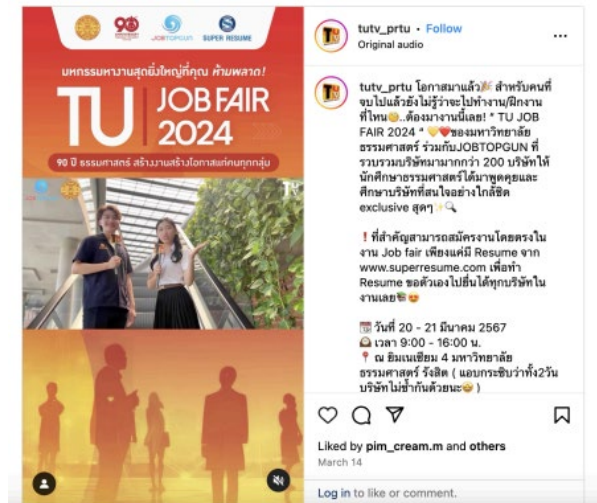 90
JOBTOPGUN
SUPER RESUME
มหกรรมหางานสุดยิ่งใหญ่ที่คุณ ห้ามพลาด!
TU JOB FAIR
2024
90 ปี ธรรมศาสตร์ สร้างงานสร้างโอกาสแก่คนทุกกลุ่ม
tutv_prtu • Follow
Original audio
tutv_prtu โอกาสมาแล้ว🎉 สำหรับคนที่
จบไปแล้วยังไม่รู้ว่าจะไปทำงาน/ฝึกงาน
ที่ไหน🧐..ต้องมางานนี้เลย! " TU JOB
FAIR 2024 " 💛❤️ของมหาวิทยาลัย
ธรรมศาสตร์ ร่วมกับJOBTOPGUN ที่
รวบรวมบริษัทมามากกว่า 200 บริษัทให้
นักศึกษาธรรมศาสตร์ได้มาพูดคุยและ
ศึกษาบริษัทที่สนใจอย่างใกล้ชิด
exclusive สุดๆ✨🔍
❗ที่สำคัญสามารถสมัครงานโดยตรงใน
งาน Job fair เพียงแค่มี Resume จาก
www.superresume.com เพื่อทำ
Resume ของตัวเองไปยื่นได้ทุกบริษัทใน
งานเลย📚😍
📆 วันที่ 20 - 21 มีนาคม 2567
🕰️ เวลา 9:00 - 16:00 น.
📍 ณ ยิมเนเซียม 4 มหาวิทยาลัย
ธรรมศาสตร์ รังสิต ( แอบกระซิบว่าทั้ง2วัน
บริษัทไม่ซ้ำกันด้วยนะ😆 )
Liked by pim_cream.m and others
March 14
Log in to like or comment.